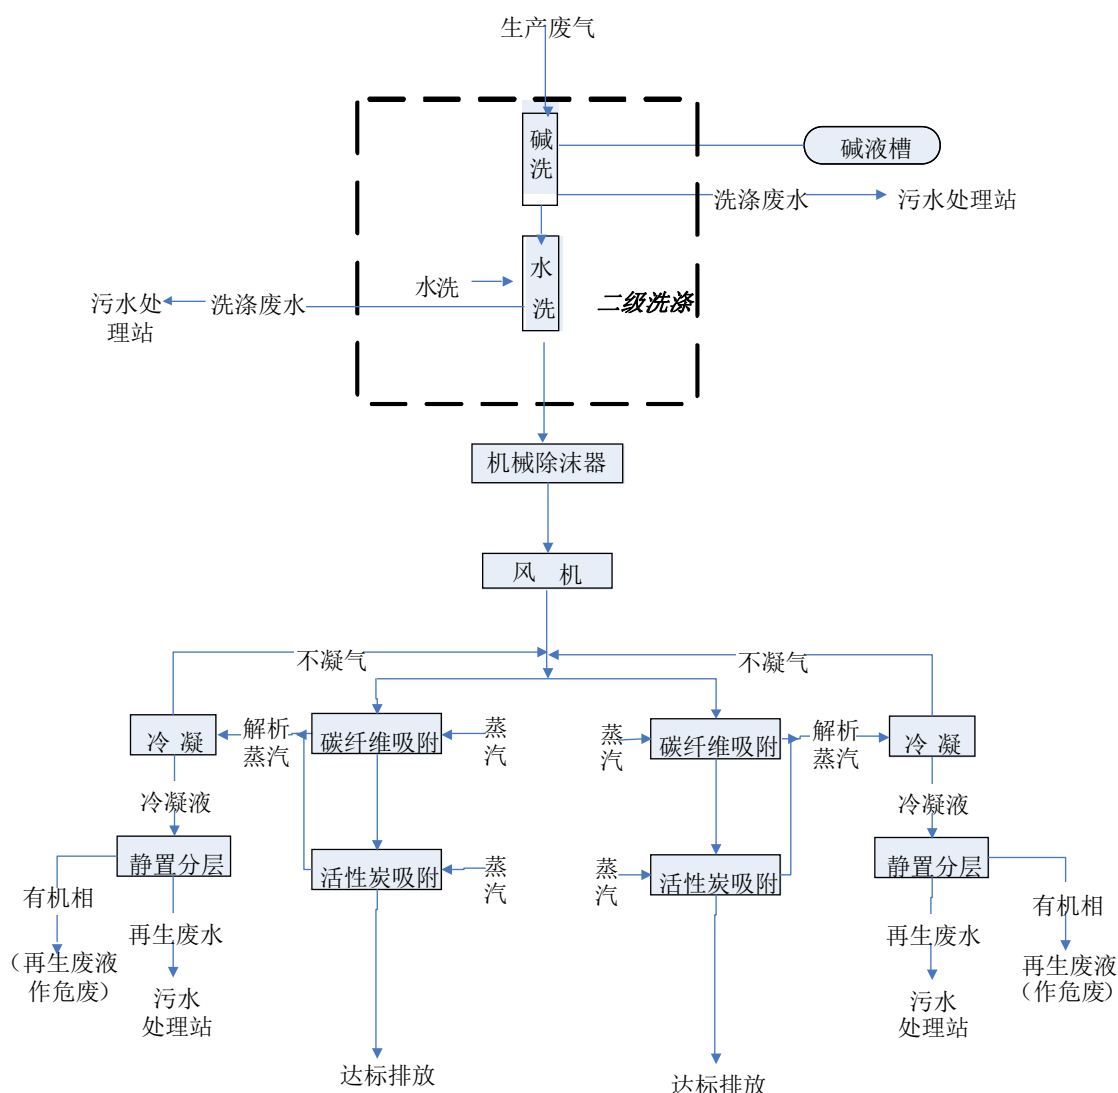 生产废气
碱
洗
碱液槽
洗涤废水
污水处理站
水
洗
水洗
二级洗涤
污水处
理站
洗涤废水
机械除沫器
风 机
不凝气
不凝气
冷 凝
解析
蒸汽
碳纤维吸附
蒸
汽
蒸
汽
碳纤维吸附
解析
蒸汽
冷 凝
冷凝液
冷凝液
静置分层
活性炭吸附
蒸
汽
蒸
汽
活性炭吸附
静置分层
有机相
再生废水
(再生废液
作危废)
污水
处理站
再生废水
有机相
再生废液
(作危废)
污水
处理站
达标排放
达标排放